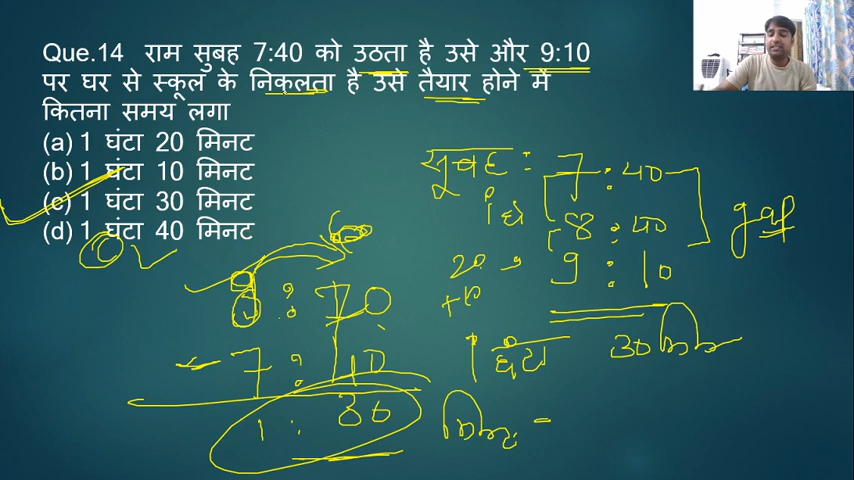 Que.14 राम सुबह 7:40 को उठता है उसे और 9:10
पर घर से स्कूल के निकलता है उसे तैयार होने में
कितना समय लगा
(a) 1 घंटा 20 मिनट
(b) 1 घंटा 10 मिनट
(c) 1 घंटा 30 मिनट
(d) 1 घंटा 40 मिनट
7:40
8:40
gap
9:10
1 घंटा 30 मिनट
8:70
- 7:40
1:30